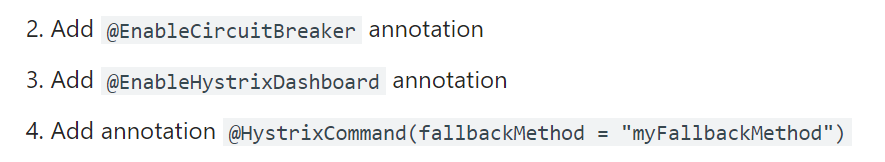 2. Add @EnableCircuitBreaker annotation
3. Add @EnableHystrixDashboard annotation
4. Add annotation @HystrixCommand(fallbackMethod = "myFallbackMethod")